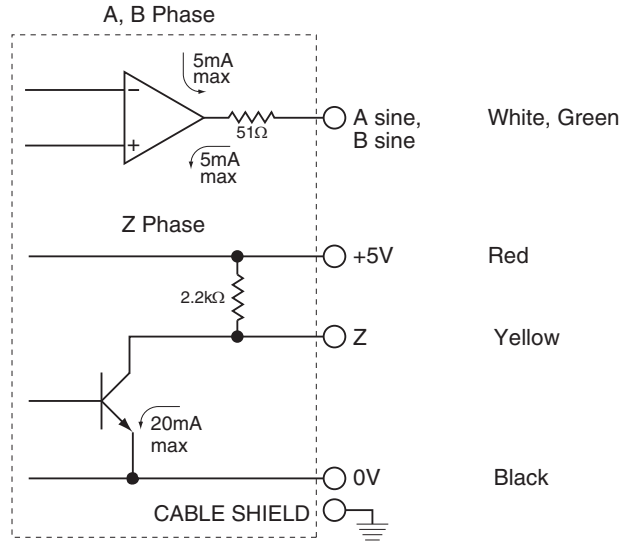 A, B Phase
5mA
max
−
+
51Ω
5mA
max
A sine,
B sine
White, Green
Z Phase
+5V
Red
2.2kΩ
Z
Yellow
20mA
max
0V
Black
CABLE SHIELD